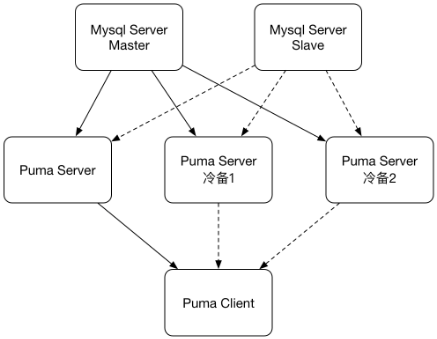 Mysql Server
Master
Mysql Server
Slave
Puma Server
Puma Server
冷备1
Puma Server
冷备2
Puma Client